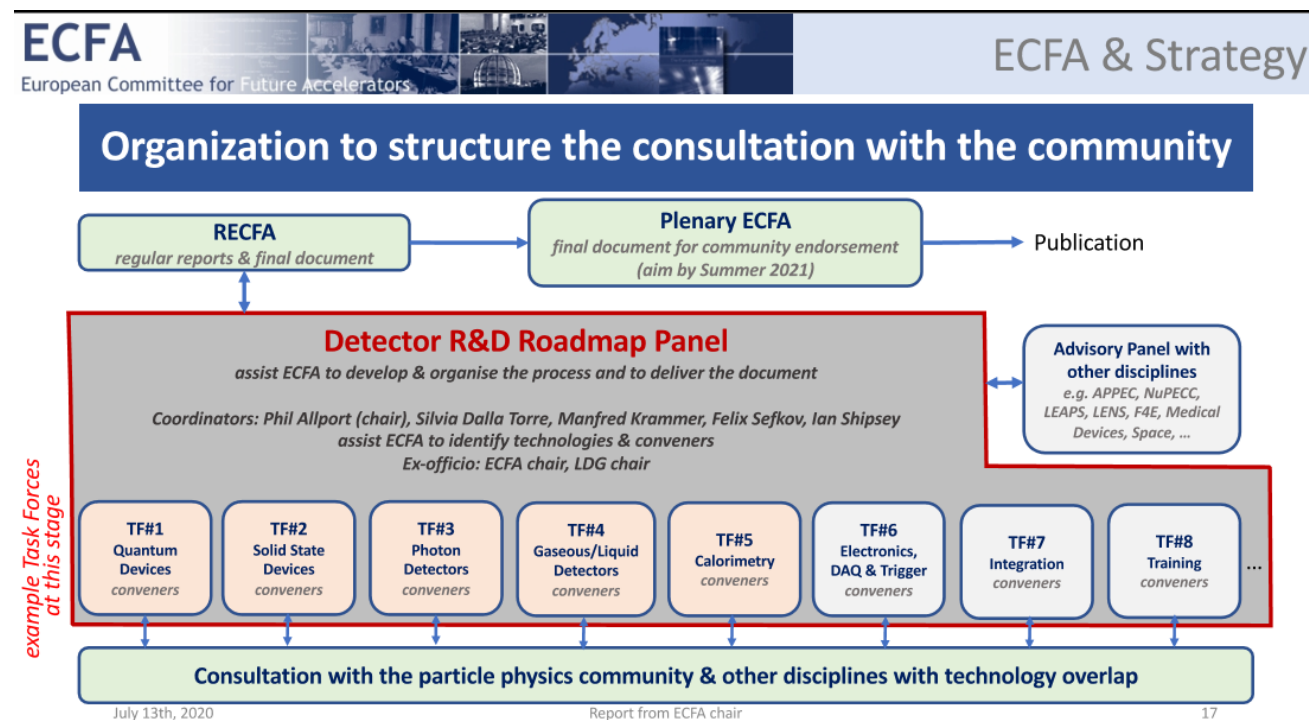 ECFA
European Committee for Future Accelerators
ECFA & Strategy
Organization to structure the consultation with the community
RECFA
regular reports & final document
Plenary ECFA
final document for community endorsement
(aim by Summer 2021)
Publication
Detector R&D Roadmap Panel
assist ECFA to develop & organise the process and to deliver the document
Coordinators: Phil Allport (chair), Silvia Dalla Torre, Manfred Krammer, Felix Sefkov, Ian Shipsey
assist ECFA to identify technologies & conveners
Ex-officio: ECFA chair, LDG chair
Advisory Panel with
other disciplines
e.g. APPEC, NuPECC,
LEAPS, LENS, F4E, Medical
Devices, Space, …
example Task Forces
at this stage
TF#1
Quantum
Devices
conveners
TF#2
Solid State
Devices
conveners
TF#3
Photon
Detectors
conveners
TF#4
Gaseous/Liquid
Detectors
conveners
TF#5
Calorimetry
conveners
TF#6
Electronics,
DAQ & Trigger
conveners
TF#7
Integration
conveners
TF#8
Training
conveners
...
Consultation with the particle physics community & other disciplines with technology overlap
July 13th, 2020
Report from ECFA chair
17